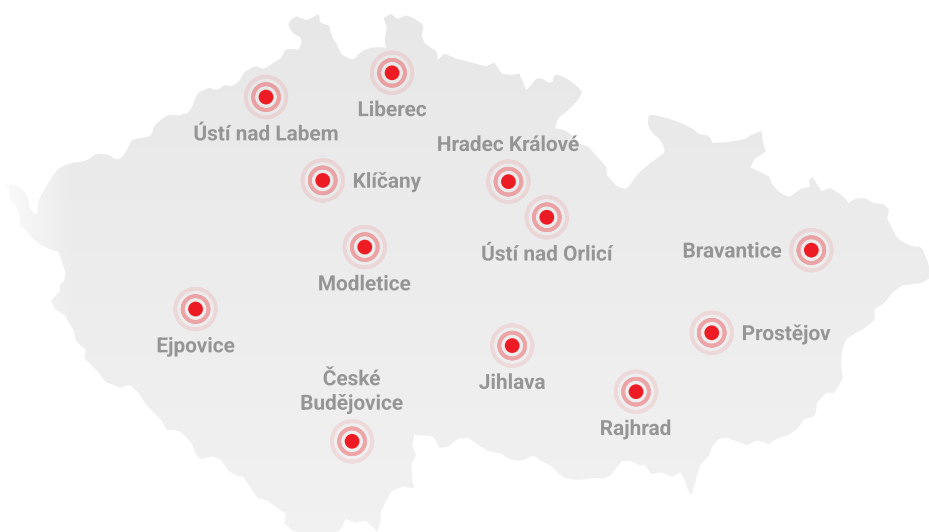 Liberec
Ústí nad Labem
Hradec Králové
Klíčany
Ústí nad Orlicí
Bravantice
Modletice
Prostějov
Ejpovice
Jihlava
České
Budějovice
Rajhrad